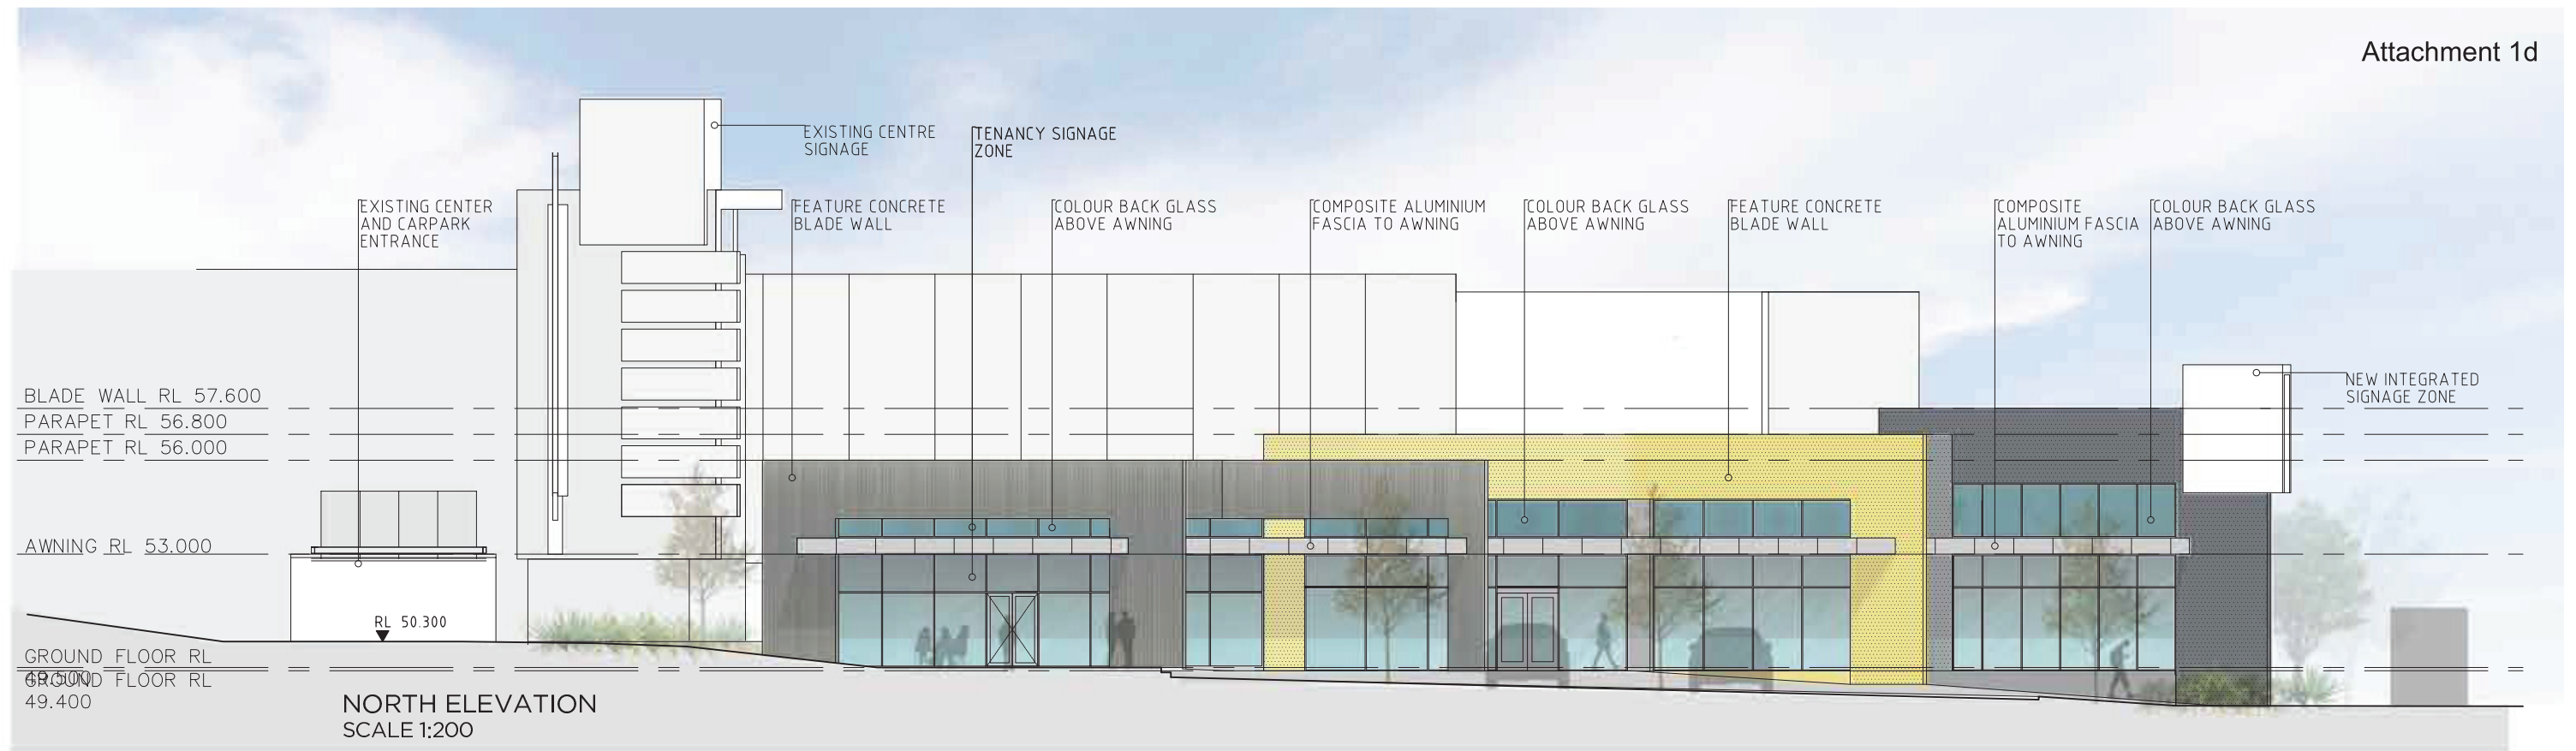 Attachment 1d
EXISTING CENTRE
SIGNAGE
TENANCY SIGNAGE
ZONE
EXISTING CENTER
AND CARPARK
ENTRANCE
FEATURE CONCRETE
BLADE WALL
COLOUR BACK GLASS
ABOVE AWNING
COMPOSITE ALUMINIUM
FASCIA TO AWNING
COLOUR BACK GLASS
ABOVE AWNING
FEATURE CONCRETE
BLADE WALL
COMPOSITE
ALUMINIUM FASCIA
TO AWNING
COLOUR BACK GLASS
ABOVE AWNING
NEW INTEGRATED
SIGNAGE ZONE
BLADE WALL RL 57.600
PARAPET RL 56.800
PARAPET RL 56.000
AWNING RL 53.000
RL 50.300
GROUND FLOOR RL
49.500
GROUND FLOOR RL
49.400
NORTH ELEVATION
SCALE 1:200